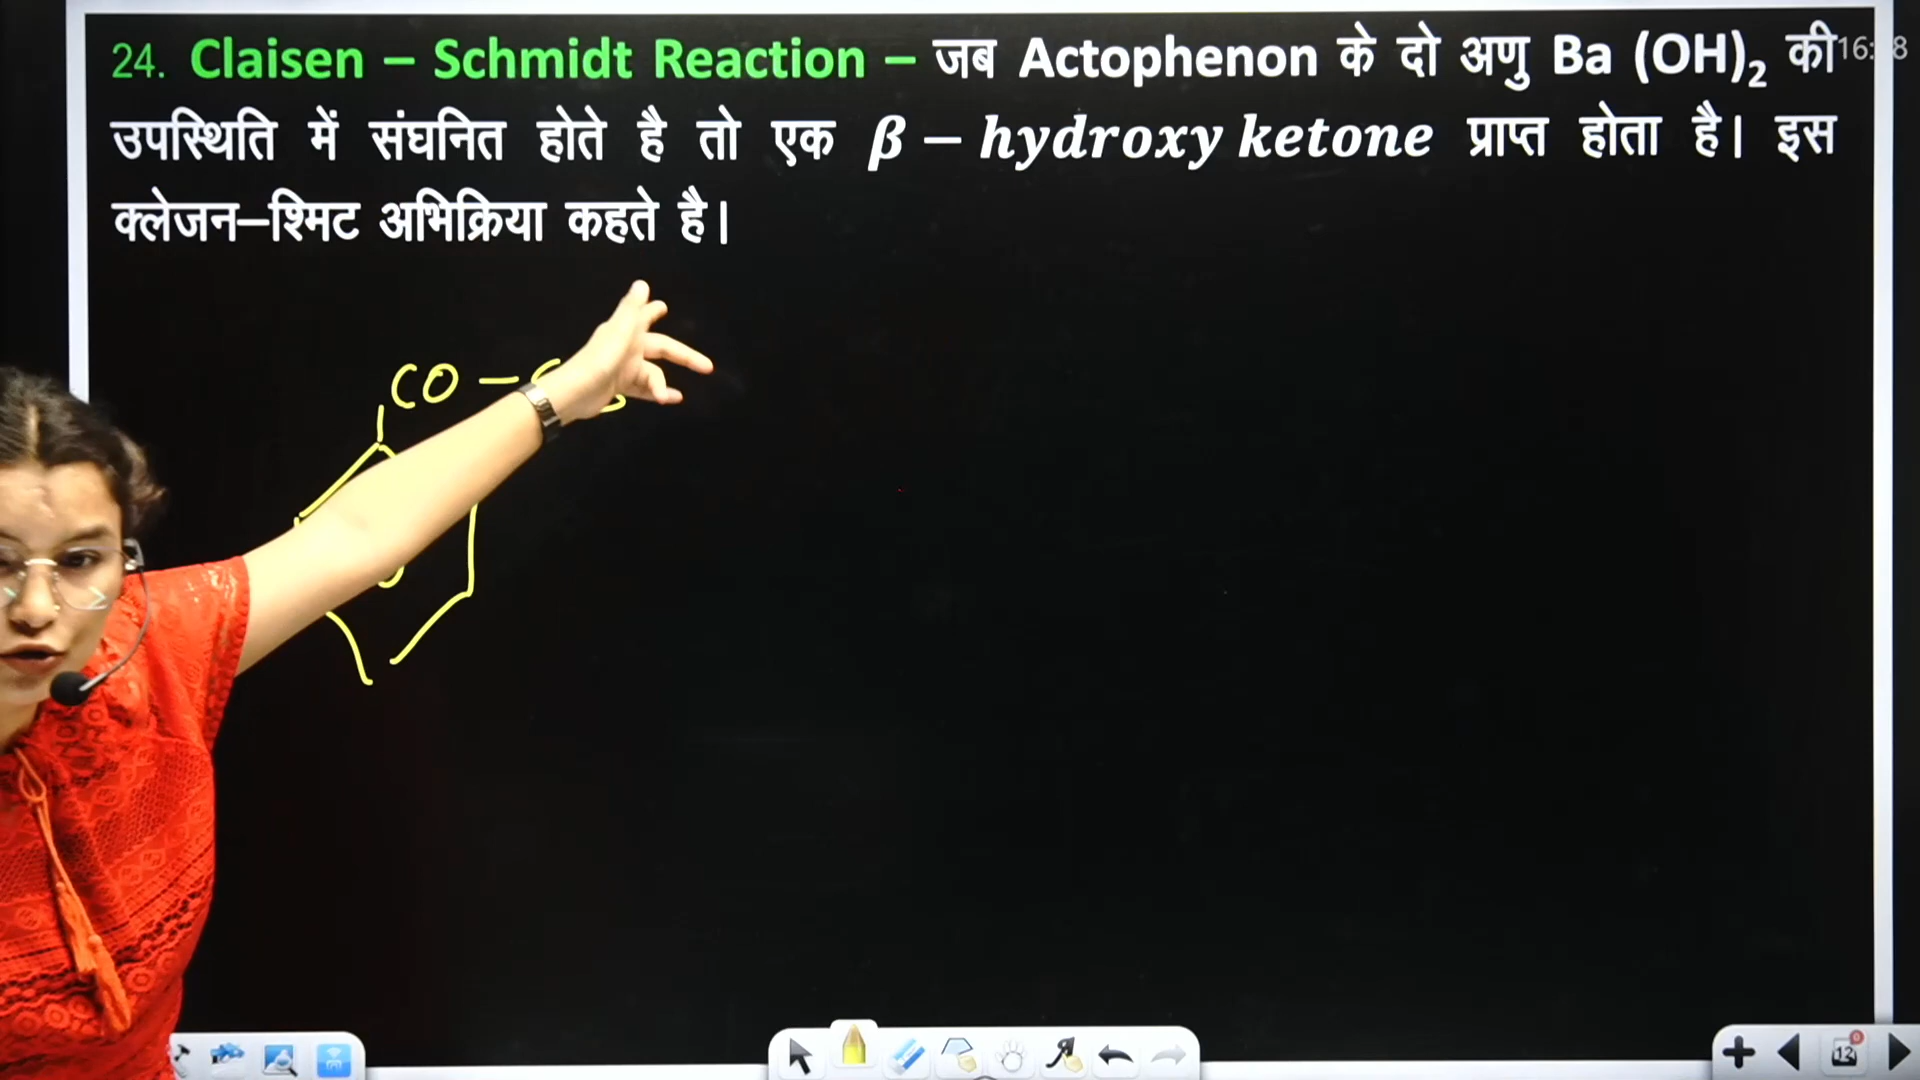 24. Claisen – Schmidt Reaction – जब Actophenon के दो अणु Ba (OH)₂ की
उपस्थिति में संघनित होते है तो एक β – hydroxy ketone प्राप्त होता है। इस
क्लेजन–श्मिट अभिक्रिया कहते है।
CO –